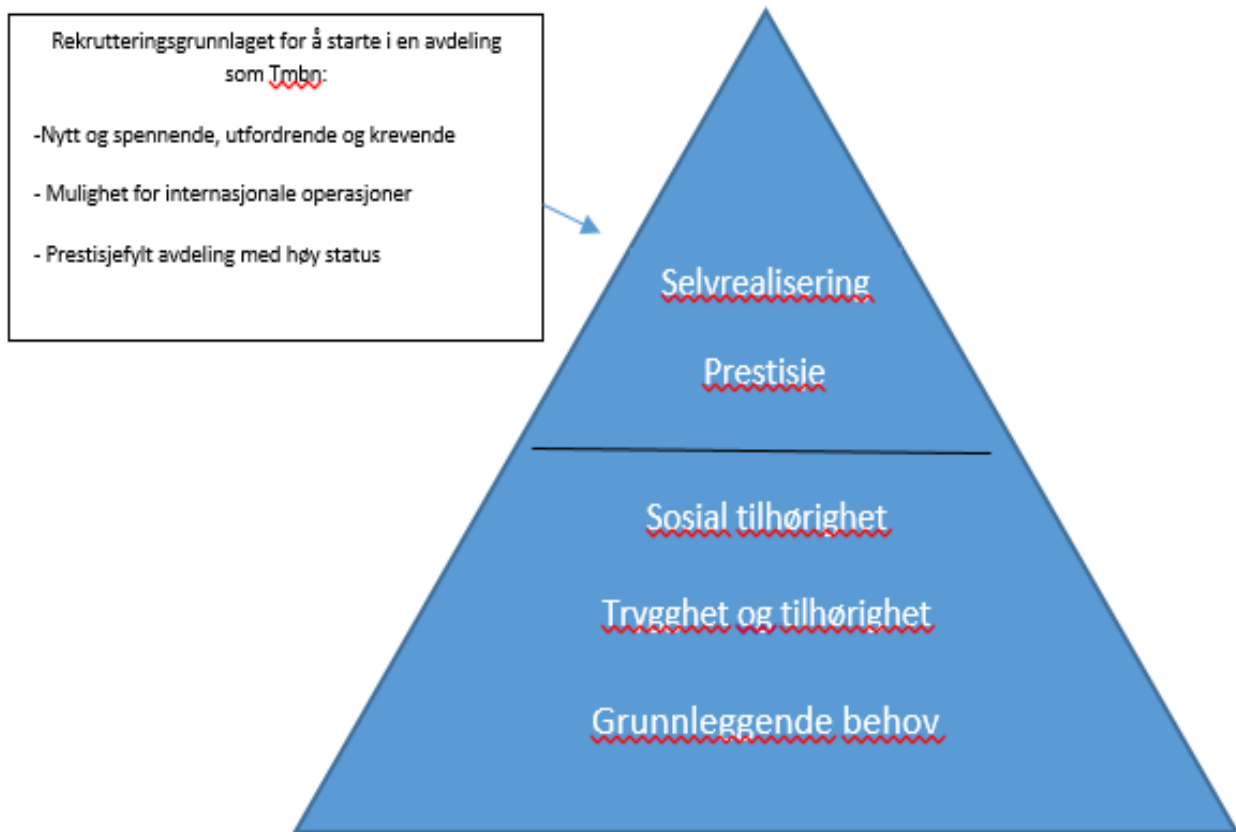 Rekrutteringsgrunnlaget for å starte i en avdeling
som Tmbn:
-Nytt og spennende, utfordrende og krevende
- Mulighet for internasjonale operasjoner
- Prestisjefylt avdeling med høy status
Selvrealisering
Prestisje
Sosial tilhørighet
Trygghet og tilhørighet
Grunnleggende behov